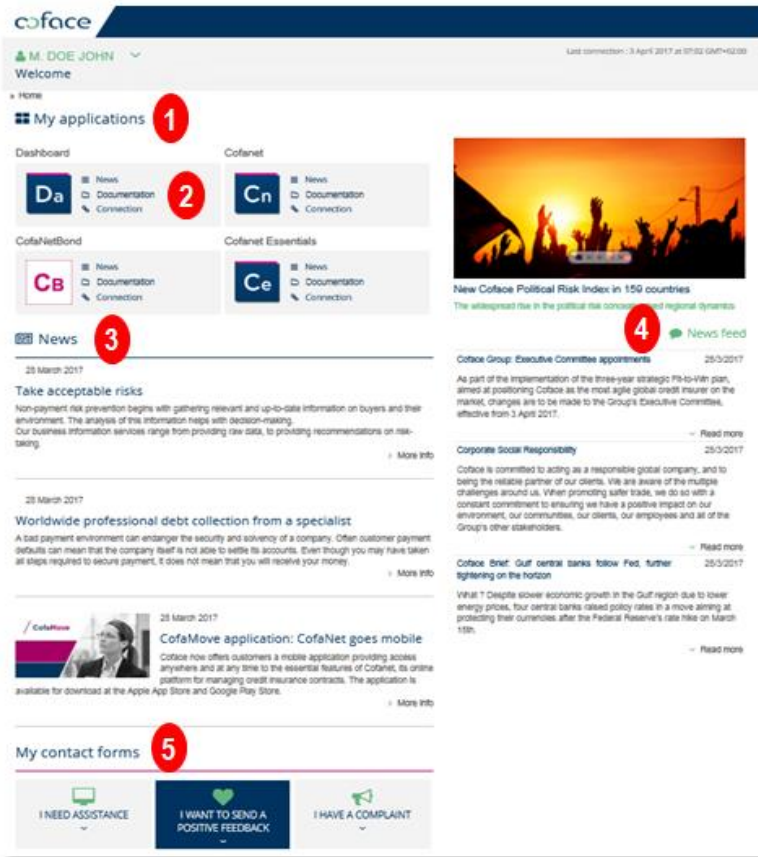 coface
M. DOE JOHN
Last connection : 3 April 2017 at 07:02 GMT+02:00
Welcome
» Home
My applications
1
Dashboard
Da
News
Documentation
Connection
2
Cofanet
Cn
News
Documentation
Connection
CofaNetBond
CB
News
Documentation
Connection
Cofanet Essentials
Ce
News
Documentation
Connection
News
3
28 March 2017
Take acceptable risks
Non-payment risk prevention begins with gathering relevant and up-to-date information on buyers and their
environment. The analysis of this information helps with decision-making.
Our business information services range from providing raw data, to providing recommendations on risk-
taking.
› More info
28 March 2017
Worldwide professional debt collection from a specialist
A bad payment environment can endanger the security and solvency of a company. Often customer payment
defaults can mean that the company itself is not able to settle its accounts. Even though you may have taken
all steps required to secure payment, it does not mean that you will receive your money.
› More info
CofaMove
28 March 2017
CofaMove application: CofaNet goes mobile
Coface now offers customers a mobile application providing access
anywhere and at any time to the essential features of Cofanet, its online
platform for managing credit insurance contracts. The application is
available for download at the Apple App Store and Google Play Store.
› More info
My contact forms
5
I NEED ASSISTANCE
I WANT TO SEND A
POSITIVE FEEDBACK
I HAVE A COMPLAINT
New Coface Political Risk Index in 159 countries
The widespread rise in the political risk regional dynamics
4
News feed
Coface Group: Executive Committee appointments 28/3/2017
As part of the implementation of the three-year strategic Fit-to-Win plan,
aimed at positioning Coface as the most agile global credit insurer on the
market, changes are to be made to the Group's Executive Committee,
effective from 3 April 2017.
Read more
Corporate Social Responsibility 28/3/2017
Coface is committed to acting as a responsible global company, and to
being the reliable partner of our clients. We are aware of the multiple
challenges around us. When promoting safer trade, we do so with a
constant commitment to ensuring we have a positive impact on our
environment, our communities, our clients, our employees and all of the
Group's other stakeholders.
Read more
Coface Brief: Gulf central banks follow Fed, further 28/3/2017
tightening on the horizon
What ? Despite slower economic growth in the Gulf region due to lower
energy prices, four central banks raised policy rates in a move aiming at
protecting their currencies after the Federal Reserve's rate hike on March
15th.
Read more